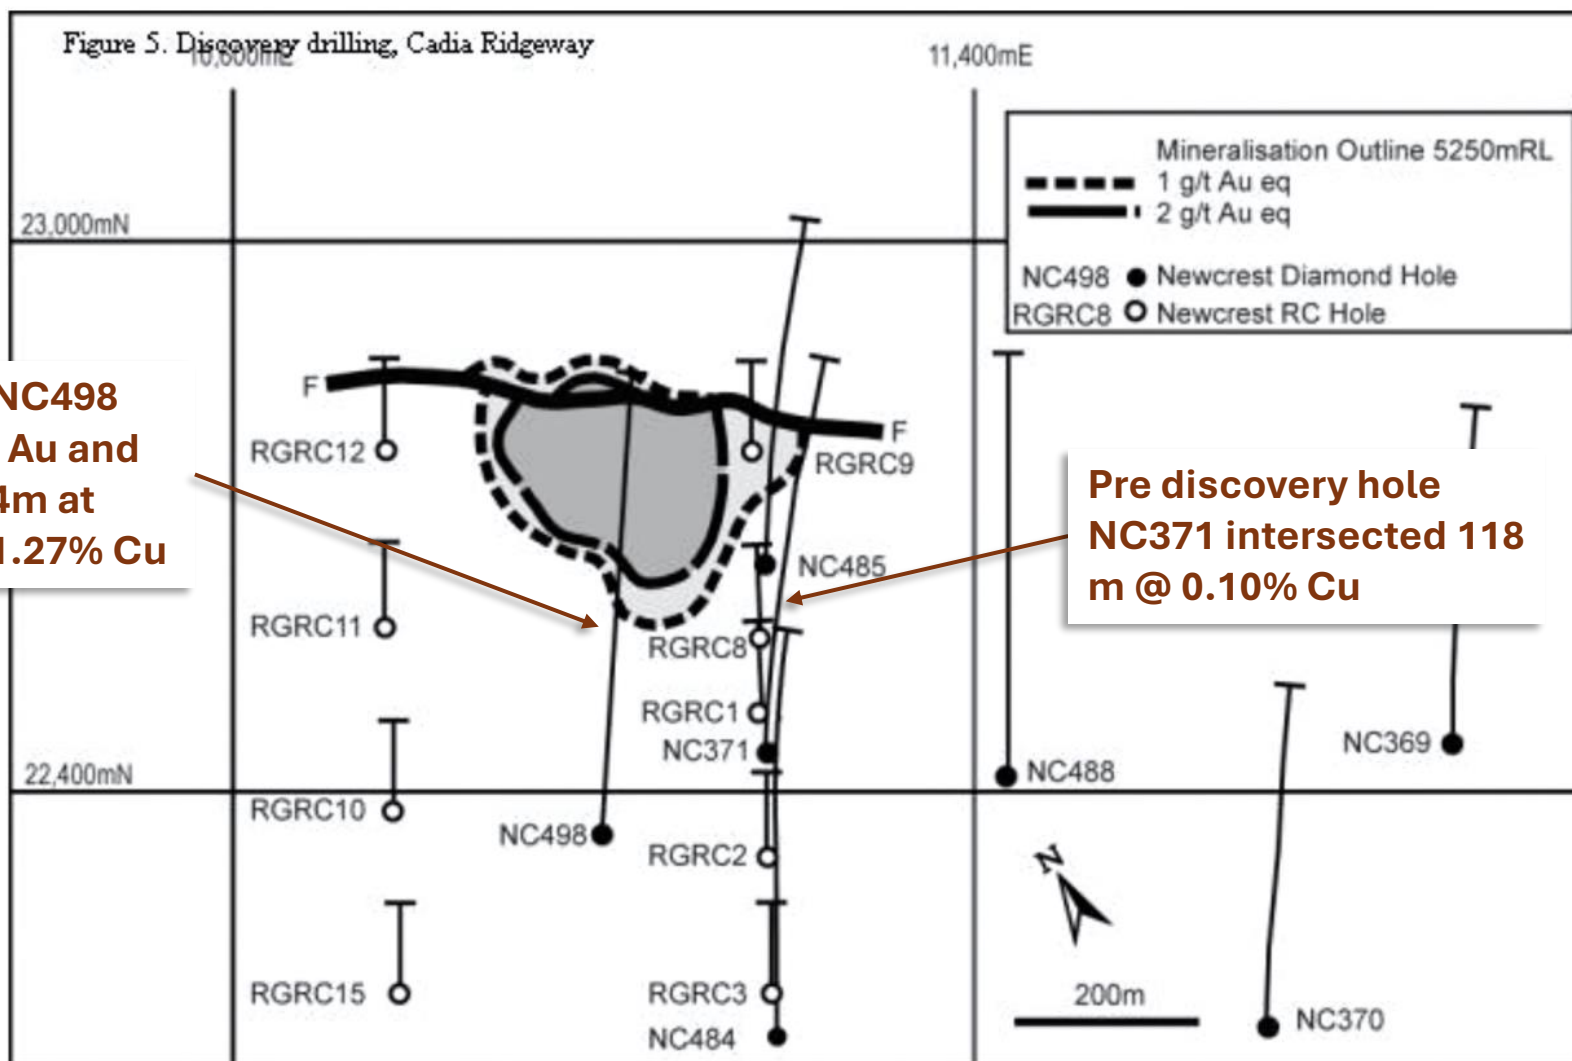 Figure 5. Discovery drilling, Cadia Ridgeway
10,600mE
11,400mE
Mineralisation Outline 5250mRL
1 g/t Au eq
2 g/t Au eq
NC498 Newcrest Diamond Hole
RGRC8 Newcrest RC Hole
23,000mN
NC498
Au and
4m at
1.27% Cu
F
F
RGRC12
RGRC9
Pre discovery hole
NC371 intersected 118
m @ 0.10% Cu
NC485
RGRC11
RGRC8
RGRC1
NC371
NC369
NC488
22,400mN
RGRC10
NC498
RGRC2
N
RGRC15
RGRC3
200m
NC370
NC484